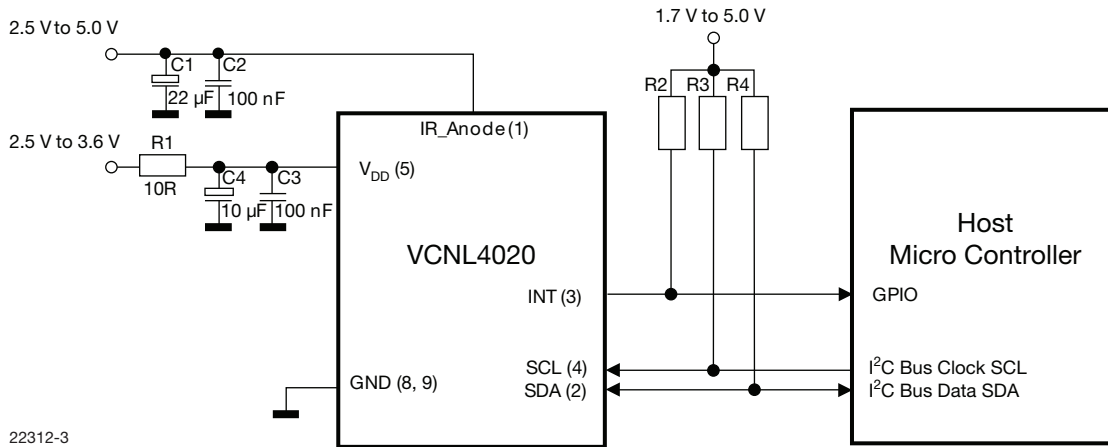 1.7 V to 5.0 V
2.5 V to 5.0 V
C1
C2
22 µF
100 nF
R2
R3
R4
IR_Anode (1)
2.5 V to 3.6 V
R1
10R
C4
C3
10 µF
100 nF
VDD (5)
VCNL4020
Host
Micro Controller
INT (3)
GPIO
GND (8, 9)
SCL (4)
I²C Bus Clock SCL
SDA (2)
I²C Bus Data SDA
22312-3